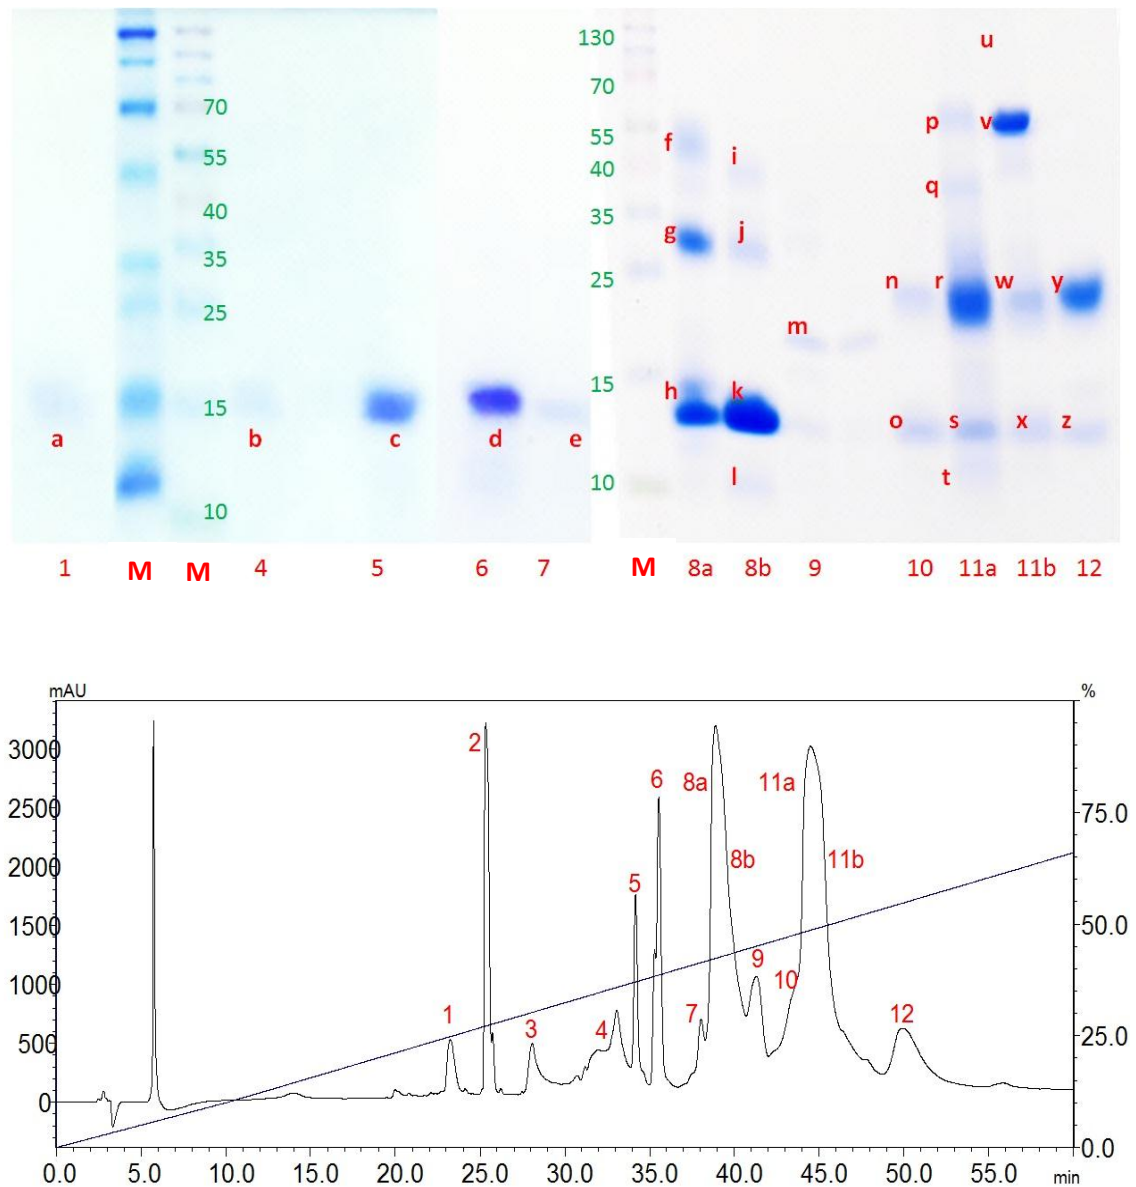 130 u
70
70 p v
55 f
55 i
40
40 q
35
g j
35
25
n r w y
25 m
15
15 h k
a b c d e
o s x z
10 l t
10
1 M M 4 5 6 7 M 8a 8b 9 10 11a 11b 12
mAU %
3000 2
6 8a 11a
2500 75.0
2000
8b 11b
5
1500 50.0
9
1000 10
1 3 4 7 12
500 25.0
0
0.0
0.0 5.0 10.0 15.0 20.0 25.0 30.0 35.0 40.0 45.0 50.0 55.0 min